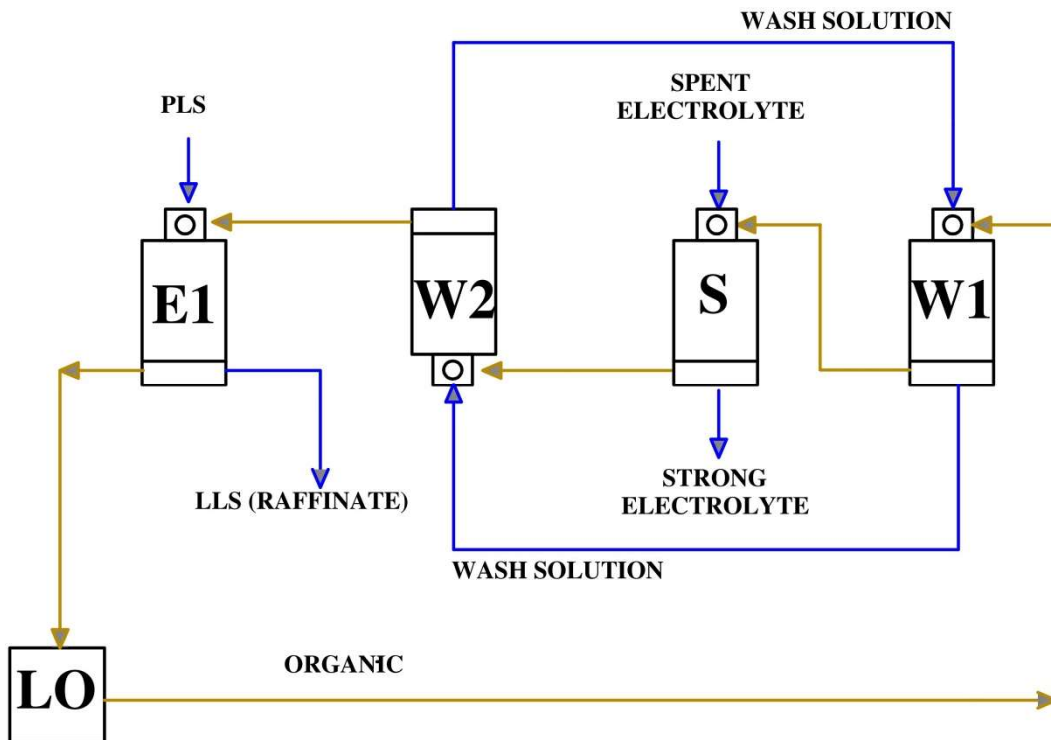 WASH SOLUTION
PLS
SPENT
ELECTROLYTE
E1
W2
S
W1
STRONG
ELECTROLYTE
LLS (RAFFINATE)
WASH SOLUTION
ORGANIC
LO